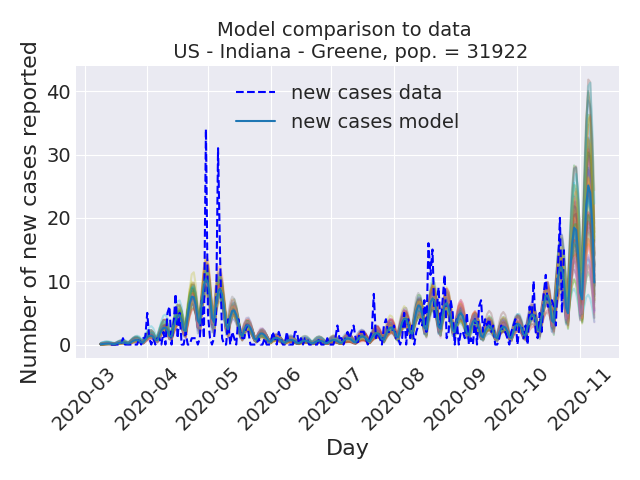 Model comparison to data
US - Indiana - Greene, pop. = 31922
Number of new cases reported
40
30
20
10
0
new cases data
new cases model
2020-03
2020-04
2020-05
2020-06
2020-07
2020-08
2020-09
2020-10
2020-11
Day